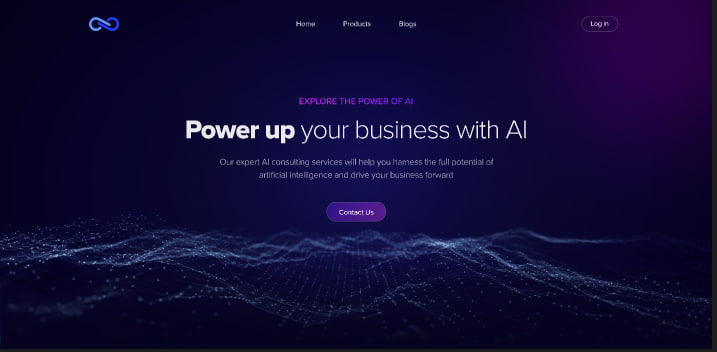 Home Products Blogs Log in
EXPLORE THE POWER OF AI
Power up your business with AI
Our expert AI consulting services will help you harness the full potential of
artificial intelligence and drive your business forward
Contact Us